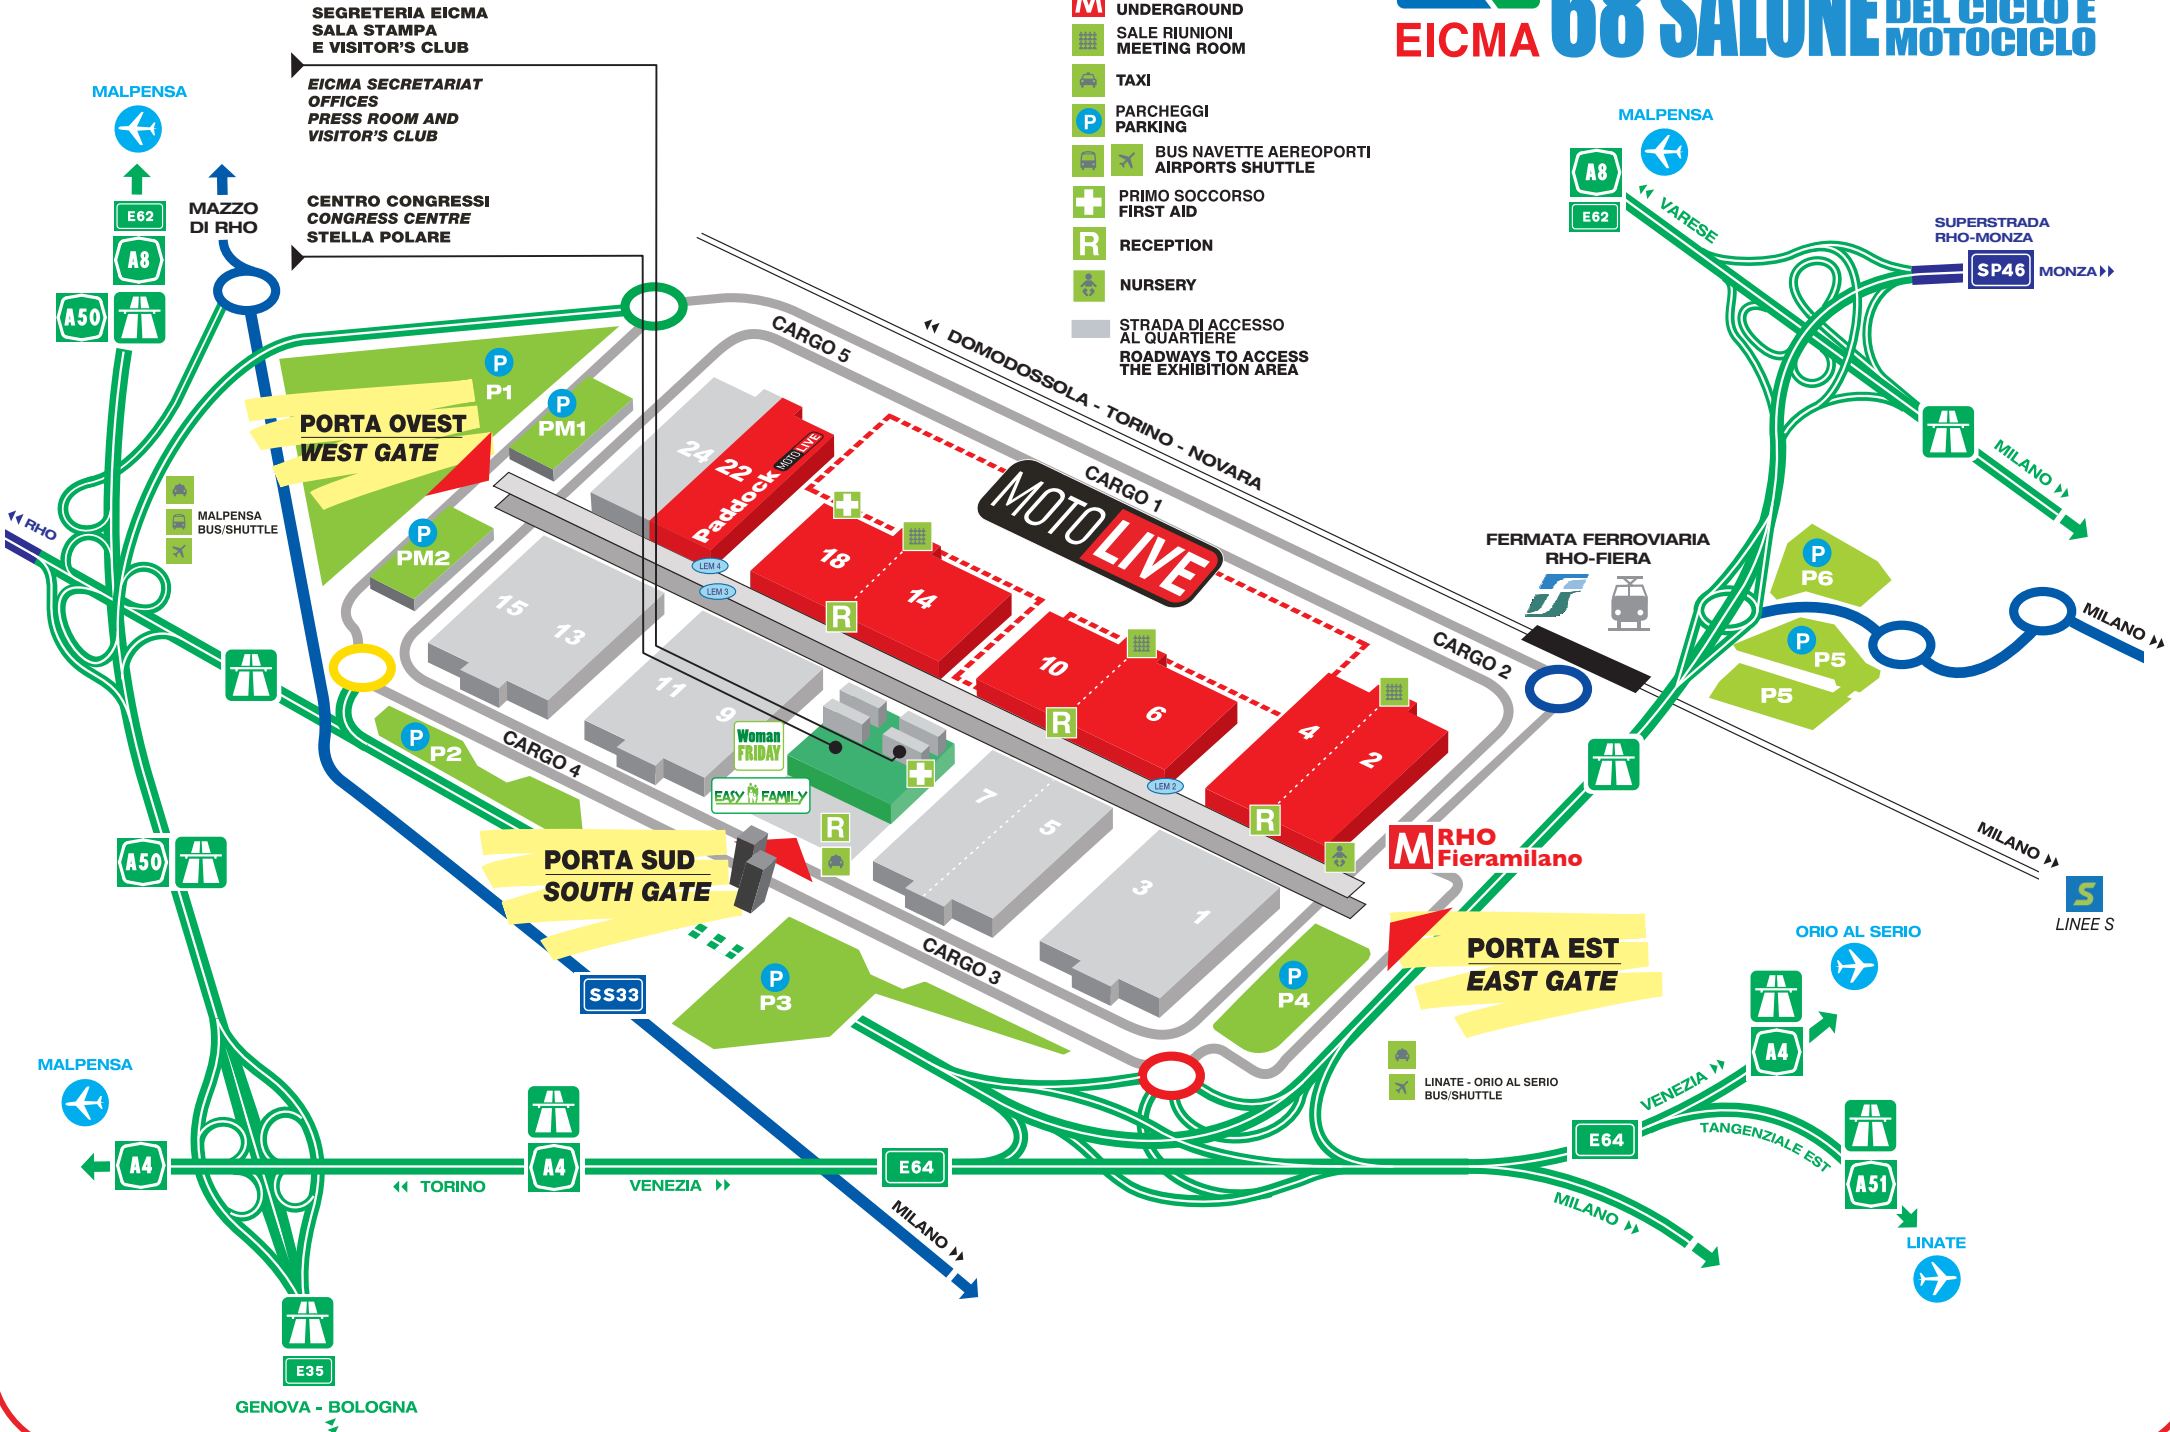 SEGRETERIA EICMA
SALA STAMPA
E VISITOR'S CLUB
EICMA SECRETARIAT
OFFICES
PRESS ROOM AND
VISITOR'S CLUB
CENTRO CONGRESSI
CONGRESS CENTRE
STELLA POLARE
M
UNDERGROUND
SALE RIUNIONI
MEETING ROOM
TAXI
P
PARCHEGGI
PARKING
BUS NAVETTE AEREOPORTI
AIRPORTS SHUTTLE
PRIMO SOCCORSO
FIRST AID
R
RECEPTION
NURSERY
STRADA DI ACCESSO
AL QUARTIERE
ROADWAYS TO ACCESS
THE EXHIBITION AREA
EICMA
68 SALONE
DEL CICLO E
MOTOCICLO
MALPENSA
E62
A8
A50
MAZZO
DI RHO
MALPENSA
A8
E62
VARESE
SUPERSTRADA
RHO-MONZA
SP46
MONZA
MILANO
CARGO 5
DOMODOSSOLA - TORINO - NOVARA
CARGO 1
P
P1
P
PM1
PORTA OVEST
WEST GATE
MALPENSA
BUS/SHUTTLE
RHO
P
PM2
24
22
Paddock
MOTO LIVE
MOTO LIVE
18
14
R
LEM 4
LEM 3
15
13
11
9
10
6
R
4
2
R
LEM 2
CARGO 2
FERMATA FERROVIARIA
RHO-FIERA
P
P6
P
P5
P5
MILANO
P
P2
CARGO 4
Woman
FRIDAY
EASY IN FAMILY
R
7
5
3
1
M
RHO
Fieramilano
PORTA SUD
SOUTH GATE
CARGO 3
P
P3
P
P4
PORTA EST
EAST GATE
MILANO
S
LINEE S
ORIO AL SERIO
A4
A50
SS33
LINATE - ORIO AL SERIO
BUS/SHUTTLE
VENEZIA
E64
TANGENZIALE EST
A51
LINATE
MALPENSA
A4
TORINO
A4
VENEZIA
E64
MILANO
MILANO
E35
GENOVA - BOLOGNA